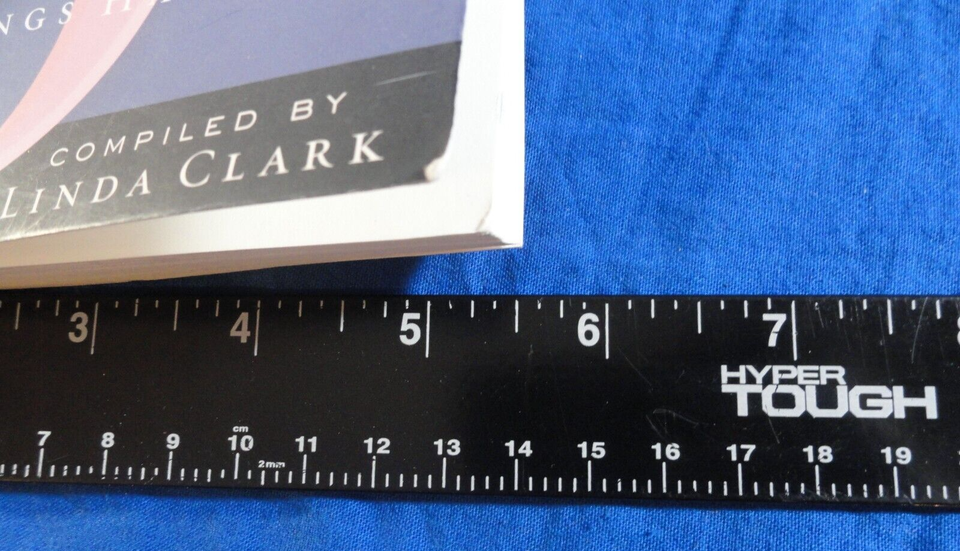 COMPILED BY
LINDA CLARK
3 4 5 6 7
HYPER
TOUGH
cm
7 8 9 10 11 12 13 14 15 16 17 18 19
2mm